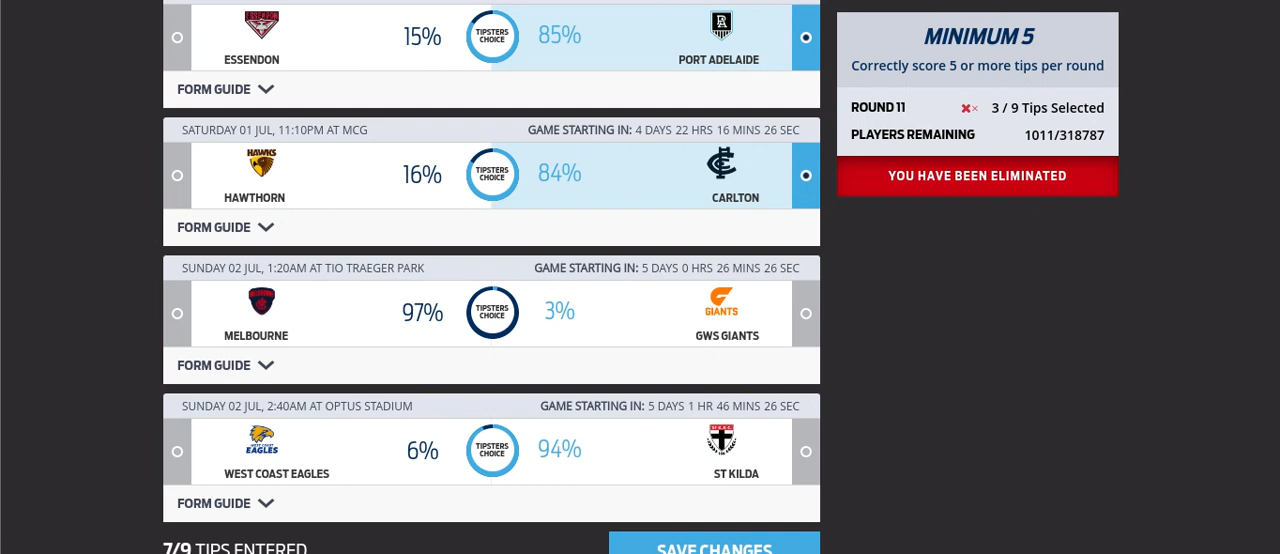 15%
TIPSTERS
CHOICE
85%
ESSENDON
PORT ADELAIDE
FORM GUIDE
SATURDAY 01 JUL, 11:10PM AT MCG
GAME STARTING IN: 4 DAYS 22 HRS 16 MINS 26 SEC
HAWKS
16%
TIPSTERS
CHOICE
84%
HAWTHORN
CARLTON
FORM GUIDE
SUNDAY 02 JUL, 1:20AM AT TIO TRAEGER PARK
GAME STARTING IN: 5 DAYS 0 HRS 26 MINS 26 SEC
97%
TIPSTERS
CHOICE
3%
GIANTS
MELBOURNE
GWS GIANTS
FORM GUIDE
SUNDAY 02 JUL, 2:40AM AT OPTUS STADIUM
GAME STARTING IN: 5 DAYS 1 HR 46 MINS 26 SEC
WEST COAST
EAGLES
6%
TIPSTERS
CHOICE
94%
WEST COAST EAGLES
ST KILDA
FORM GUIDE
7/9 TIPS ENTERED
SAVE CHANGES
MINIMUM 5
Correctly score 5 or more tips per round
ROUND 11
3 / 9 Tips Selected
PLAYERS REMAINING
1011/318787
YOU HAVE BEEN ELIMINATED